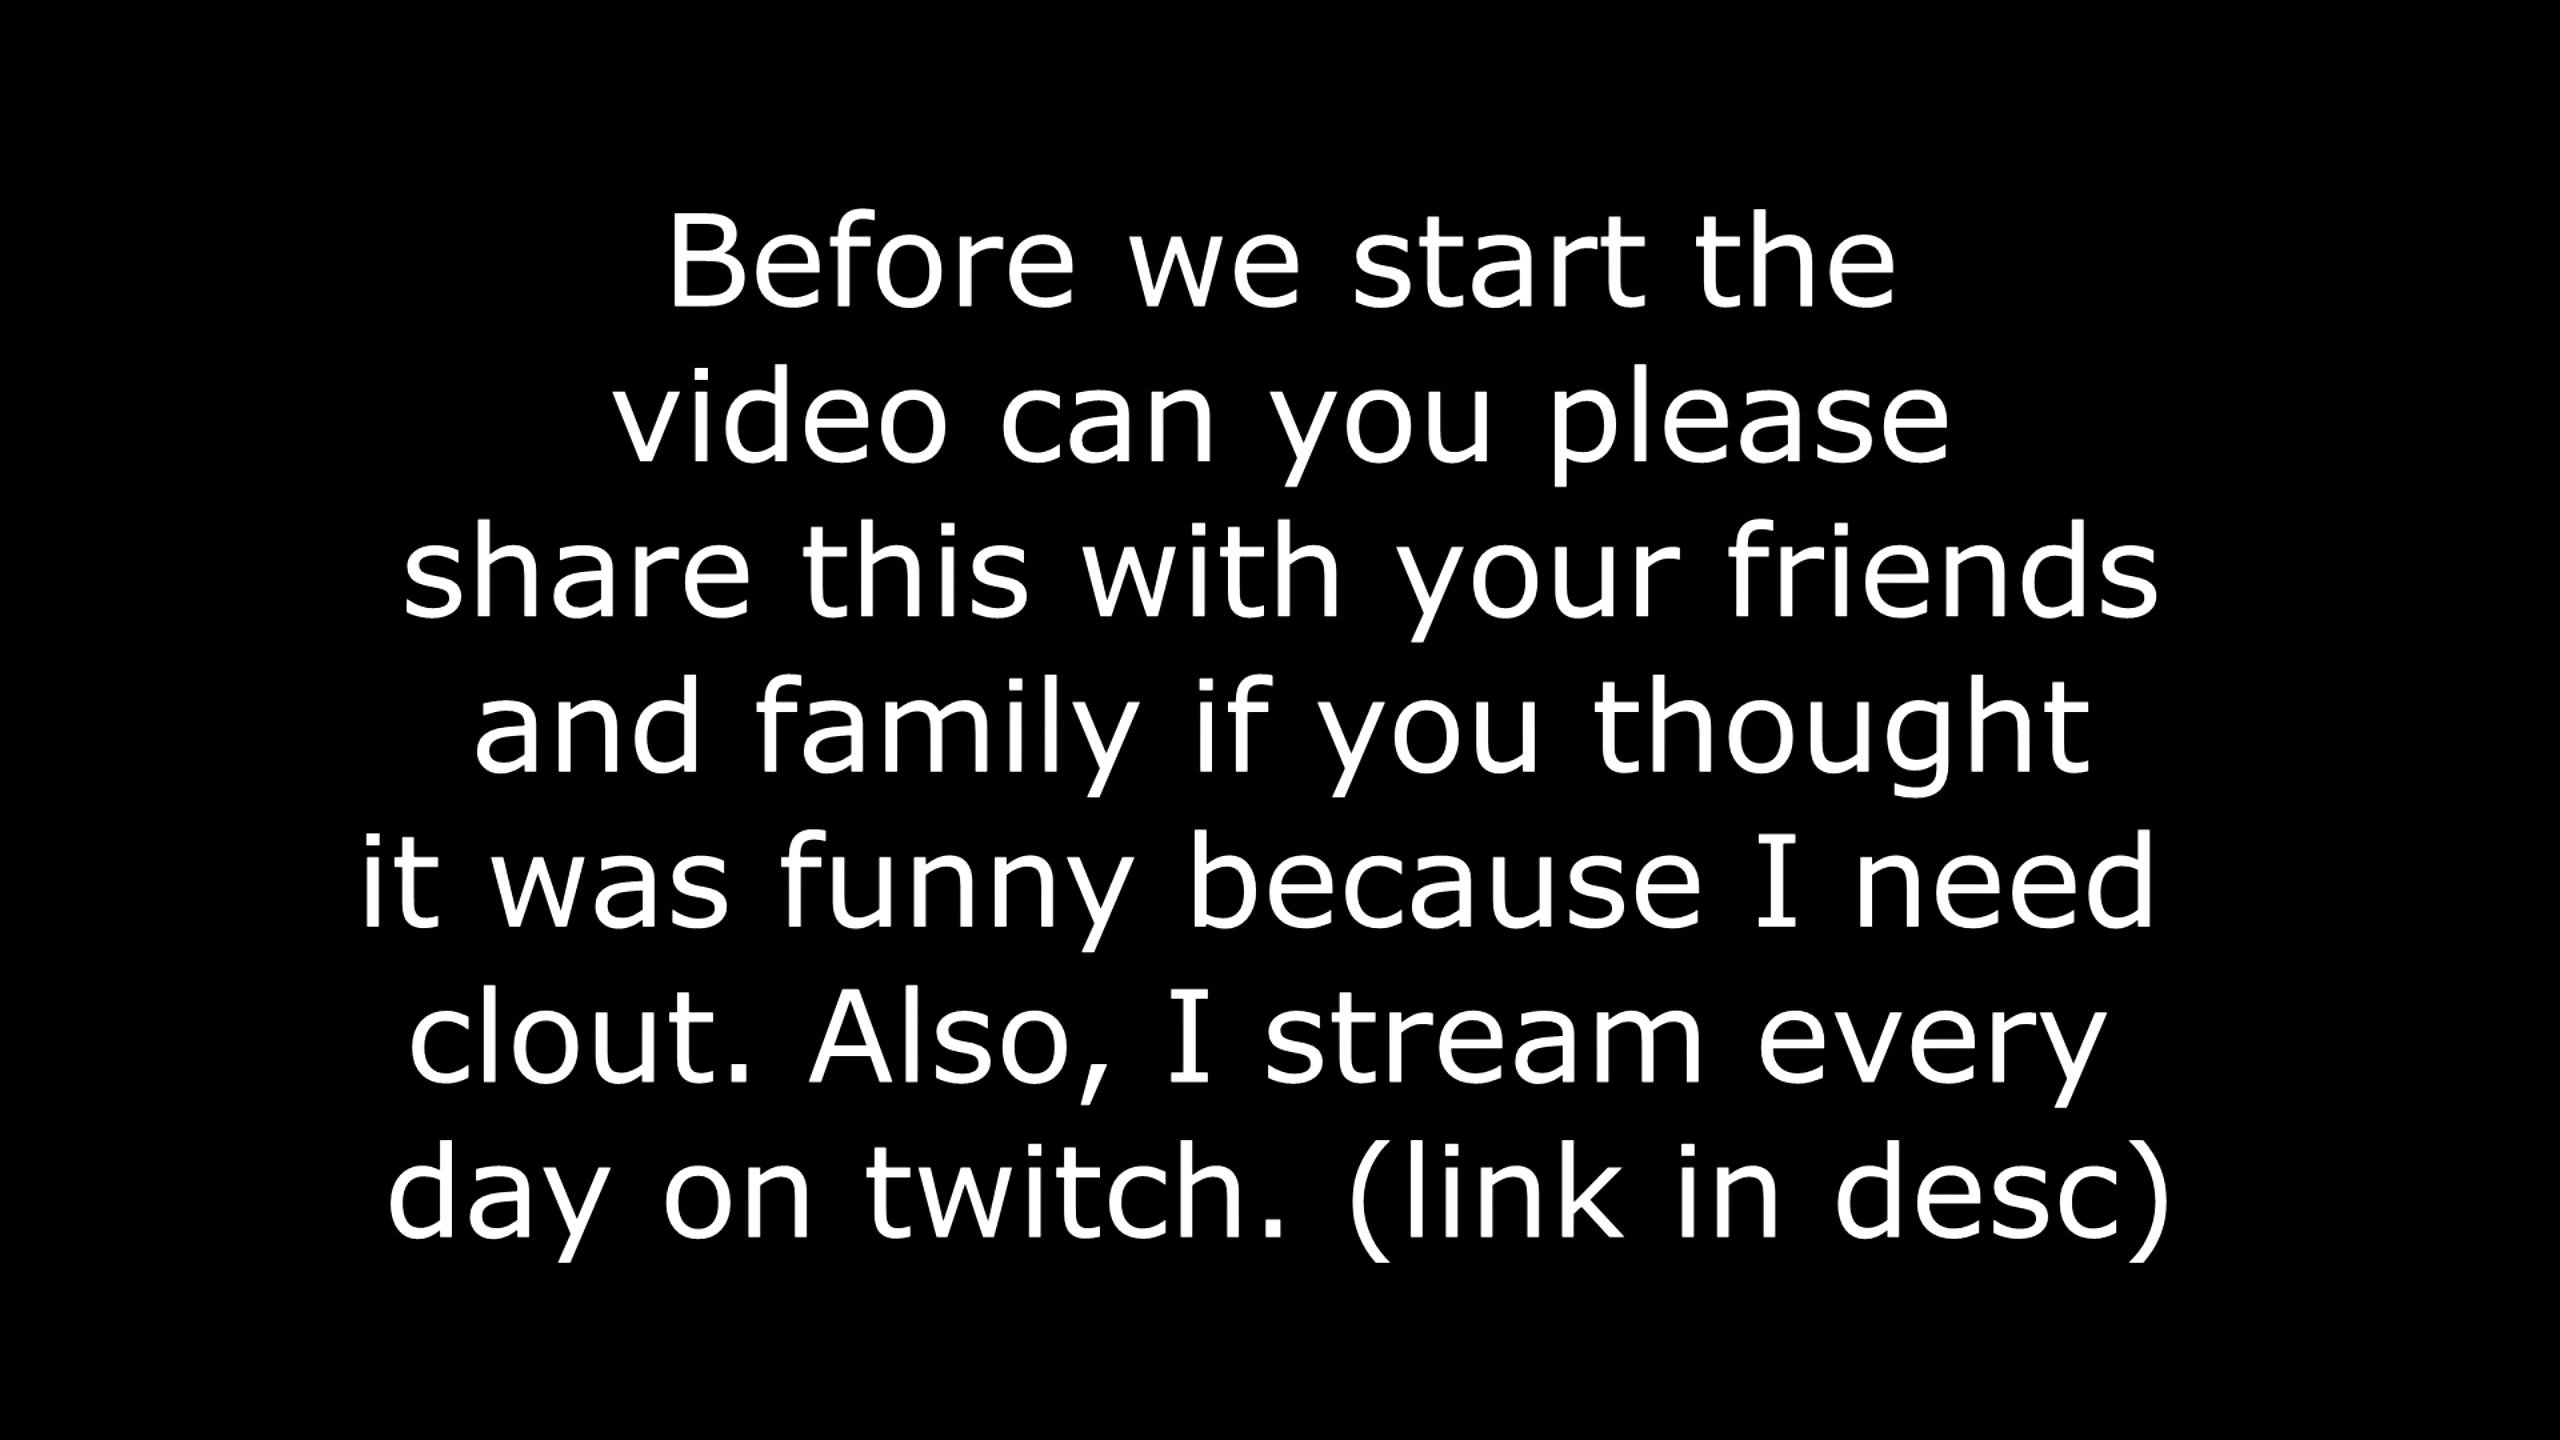 Before we start the
video can you please
share this with your friends
and family if you thought
it was funny because I need
clout. Also, I stream every
day on twitch. (link in desc)